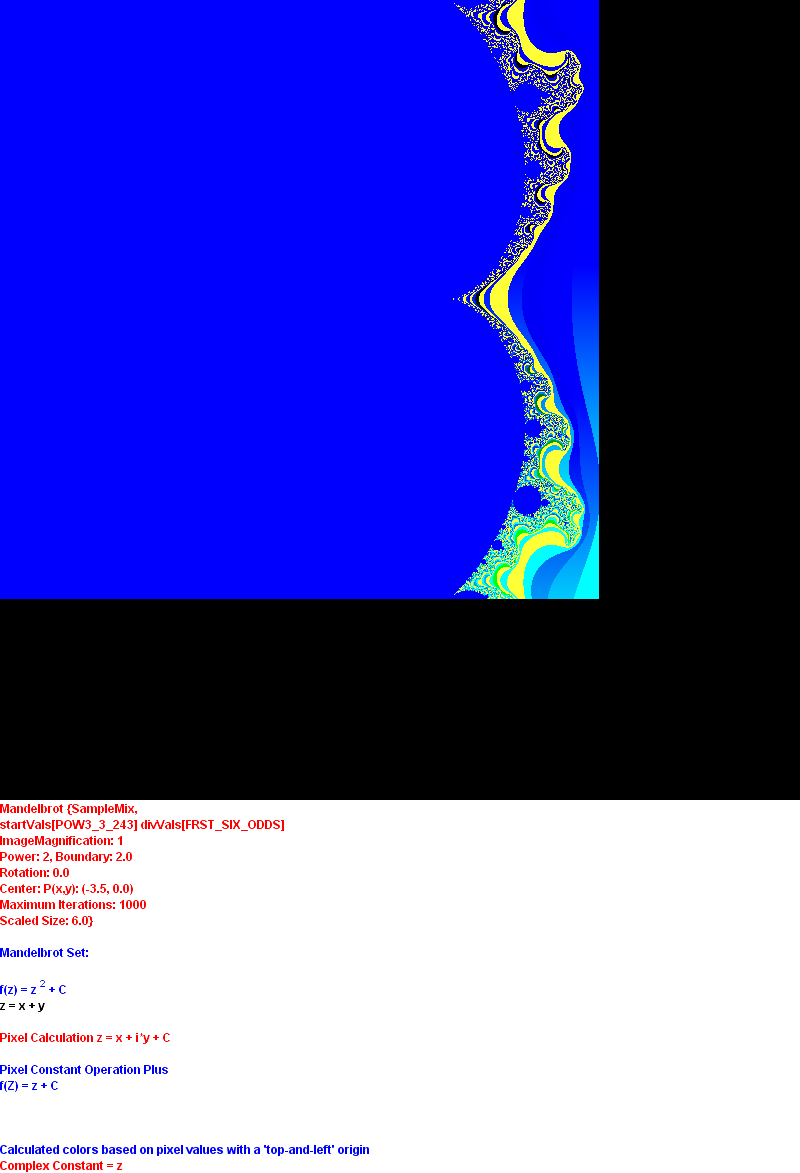 Mandelbrot {SampleMix,
startVals[POW3_3_243] divVals[FRST_SIX_ODDS]
ImageMagnification: 1
Power: 2, Boundary: 2.0
Rotation: 0.0
Center: P(x,y): (-3.5, 0.0)
Maximum Iterations: 1000
Scaled Size: 6.0}
Mandelbrot Set:
f(z) = z 2 + C
z = x + y
Pixel Calculation z = x + i*y + C
Pixel Constant Operation Plus
f(Z) = z + C
Calculated colors based on pixel values with a 'top-and-left' origin
Complex Constant = z